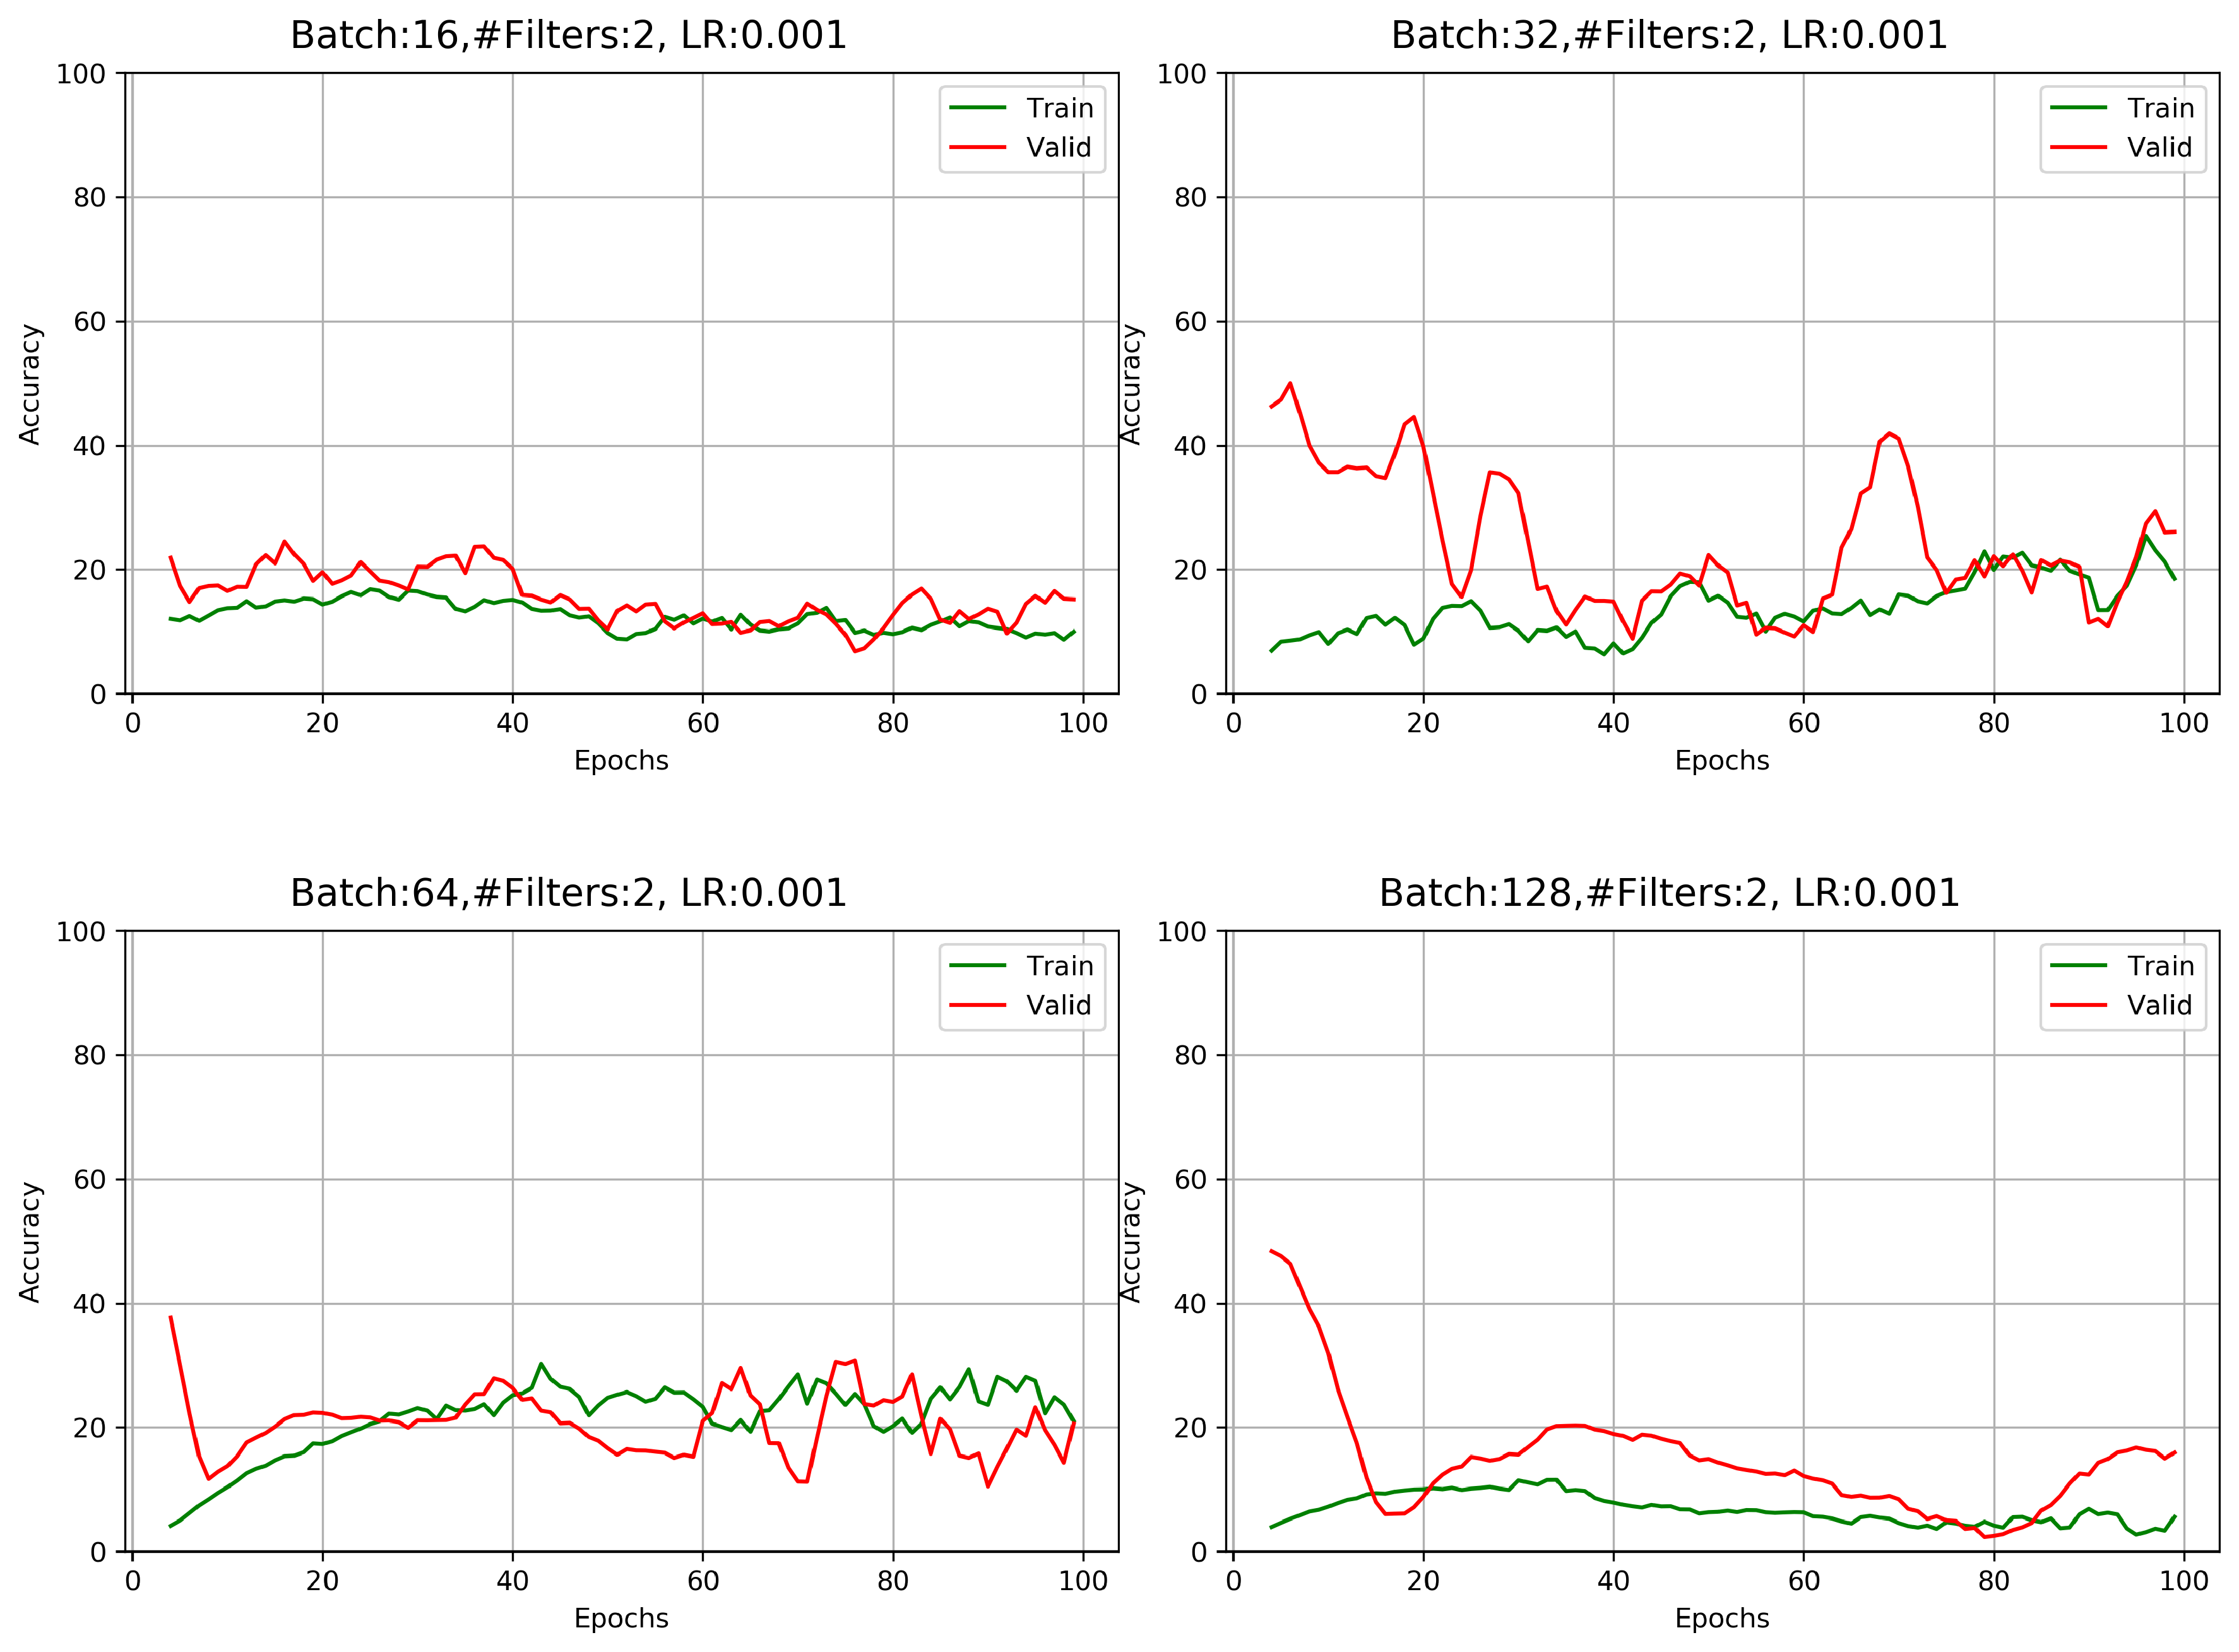 Batch:16,#Filters:2, LR:0.001
100
80
60
40
20
0
Accuracy
Train
Valid
0 20 40 60 80 100
Epochs
Batch:32,#Filters:2, LR:0.001
100
80
60
40
20
0
Accuracy
Train
Valid
0 20 40 60 80 100
Epochs
Batch:64,#Filters:2, LR:0.001
100
80
60
40
20
0
Accuracy
Train
Valid
0 20 40 60 80 100
Epochs
Batch:128,#Filters:2, LR:0.001
100
80
60
40
20
0
Accuracy
Train
Valid
0 20 40 60 80 100
Epochs